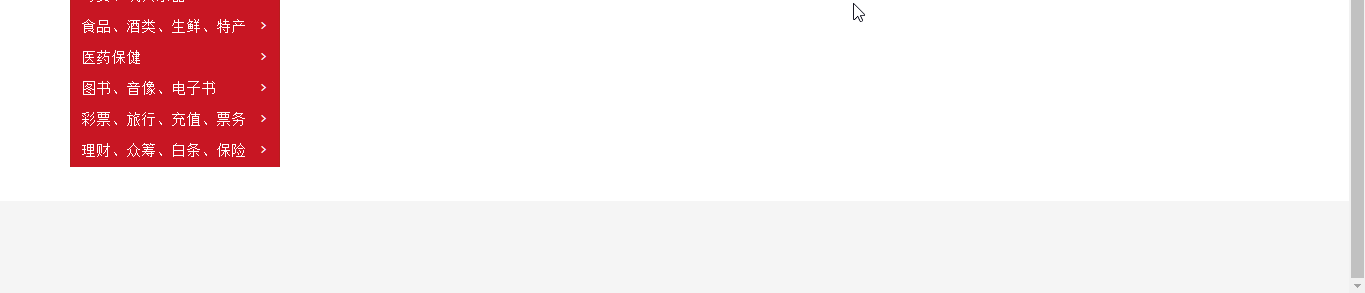 食品、酒类、生鲜、特产
医药保健
图书、音像、电子书
彩票、旅行、充值、票务
理财、众筹、白条、保险